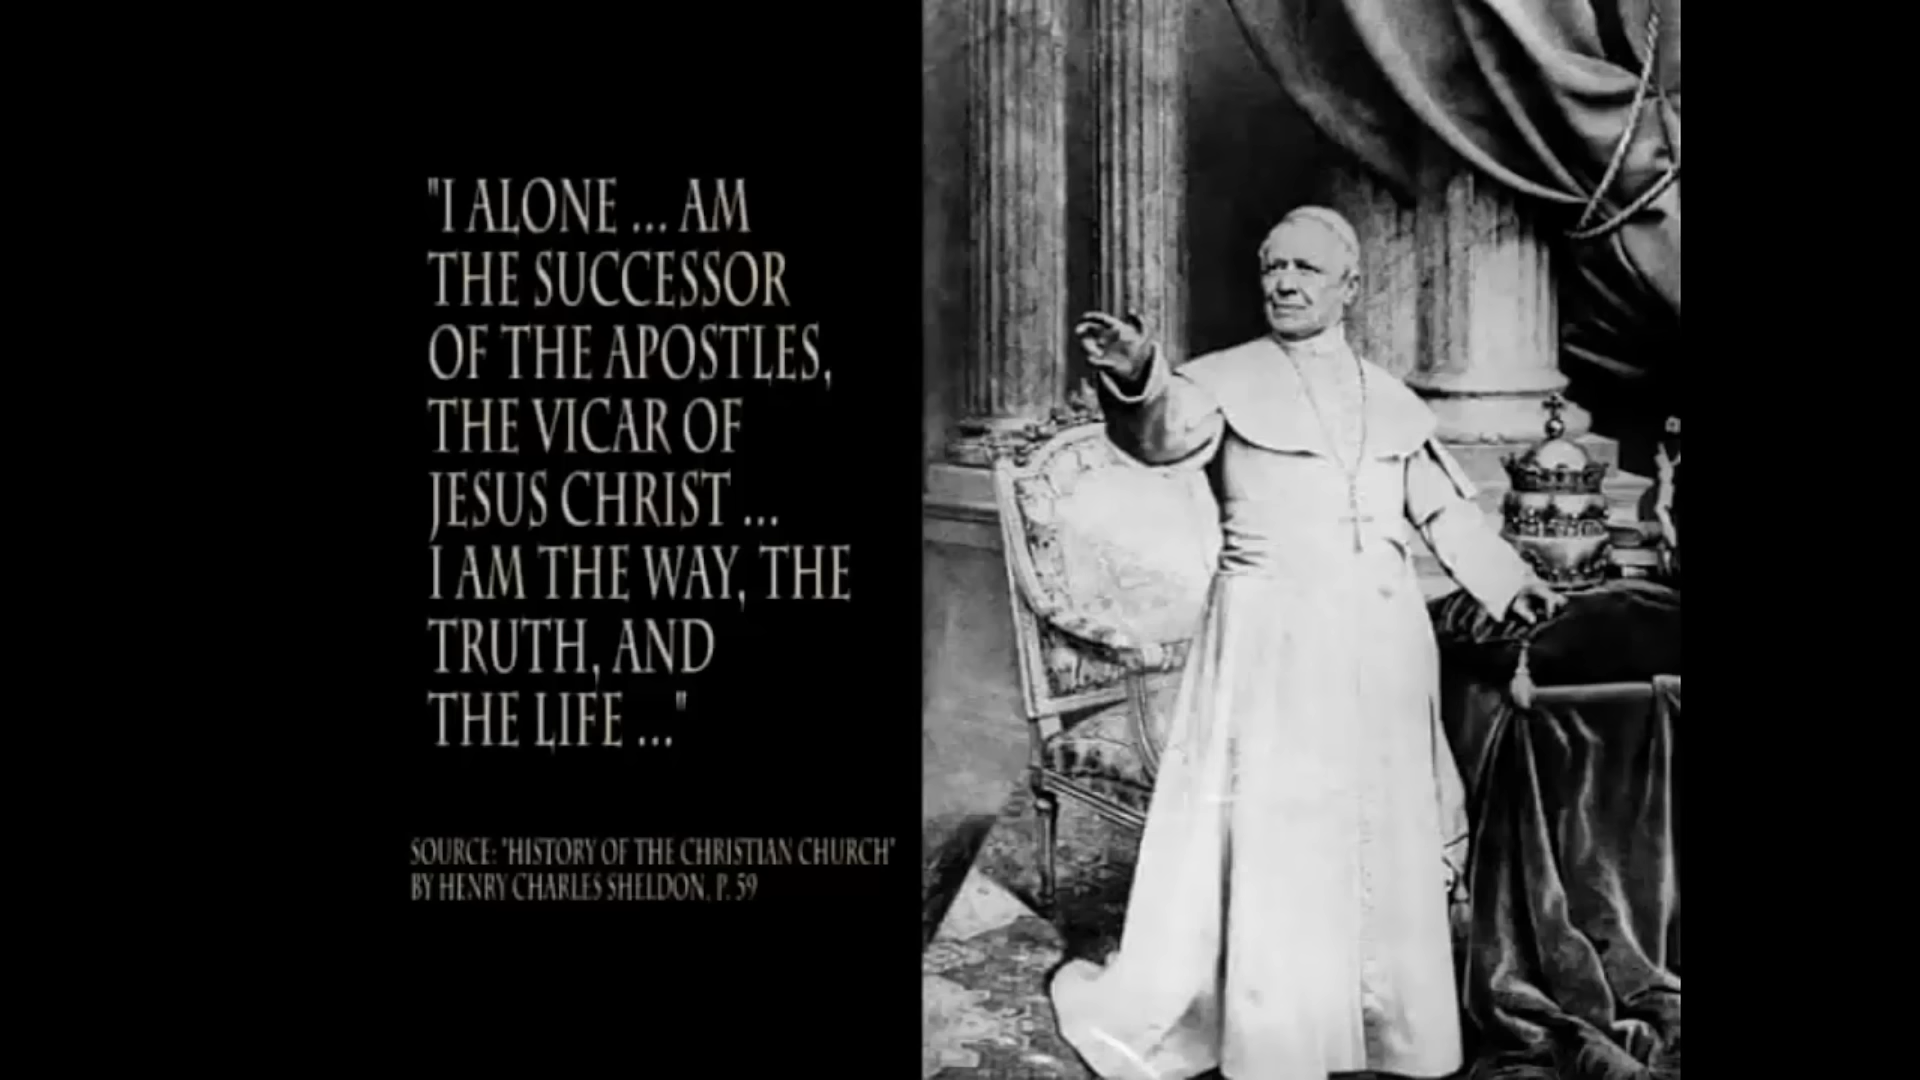 "I ALONE ... AM
THE SUCCESSOR
OF THE APOSTLES,
THE VICAR OF
JESUS CHRIST ...
I AM THE WAY, THE
TRUTH, AND
THE LIFE ..."
SOURCE: "HISTORY OF THE CHRISTIAN CHURCH"
BY HENRY CHARLES SHELDON, P. 59